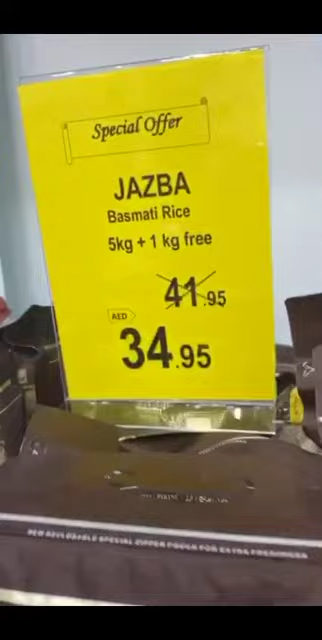 Special Offer
JAZBA
Basmati Rice
5kg + 1 kg free
41.95
AED
34.95